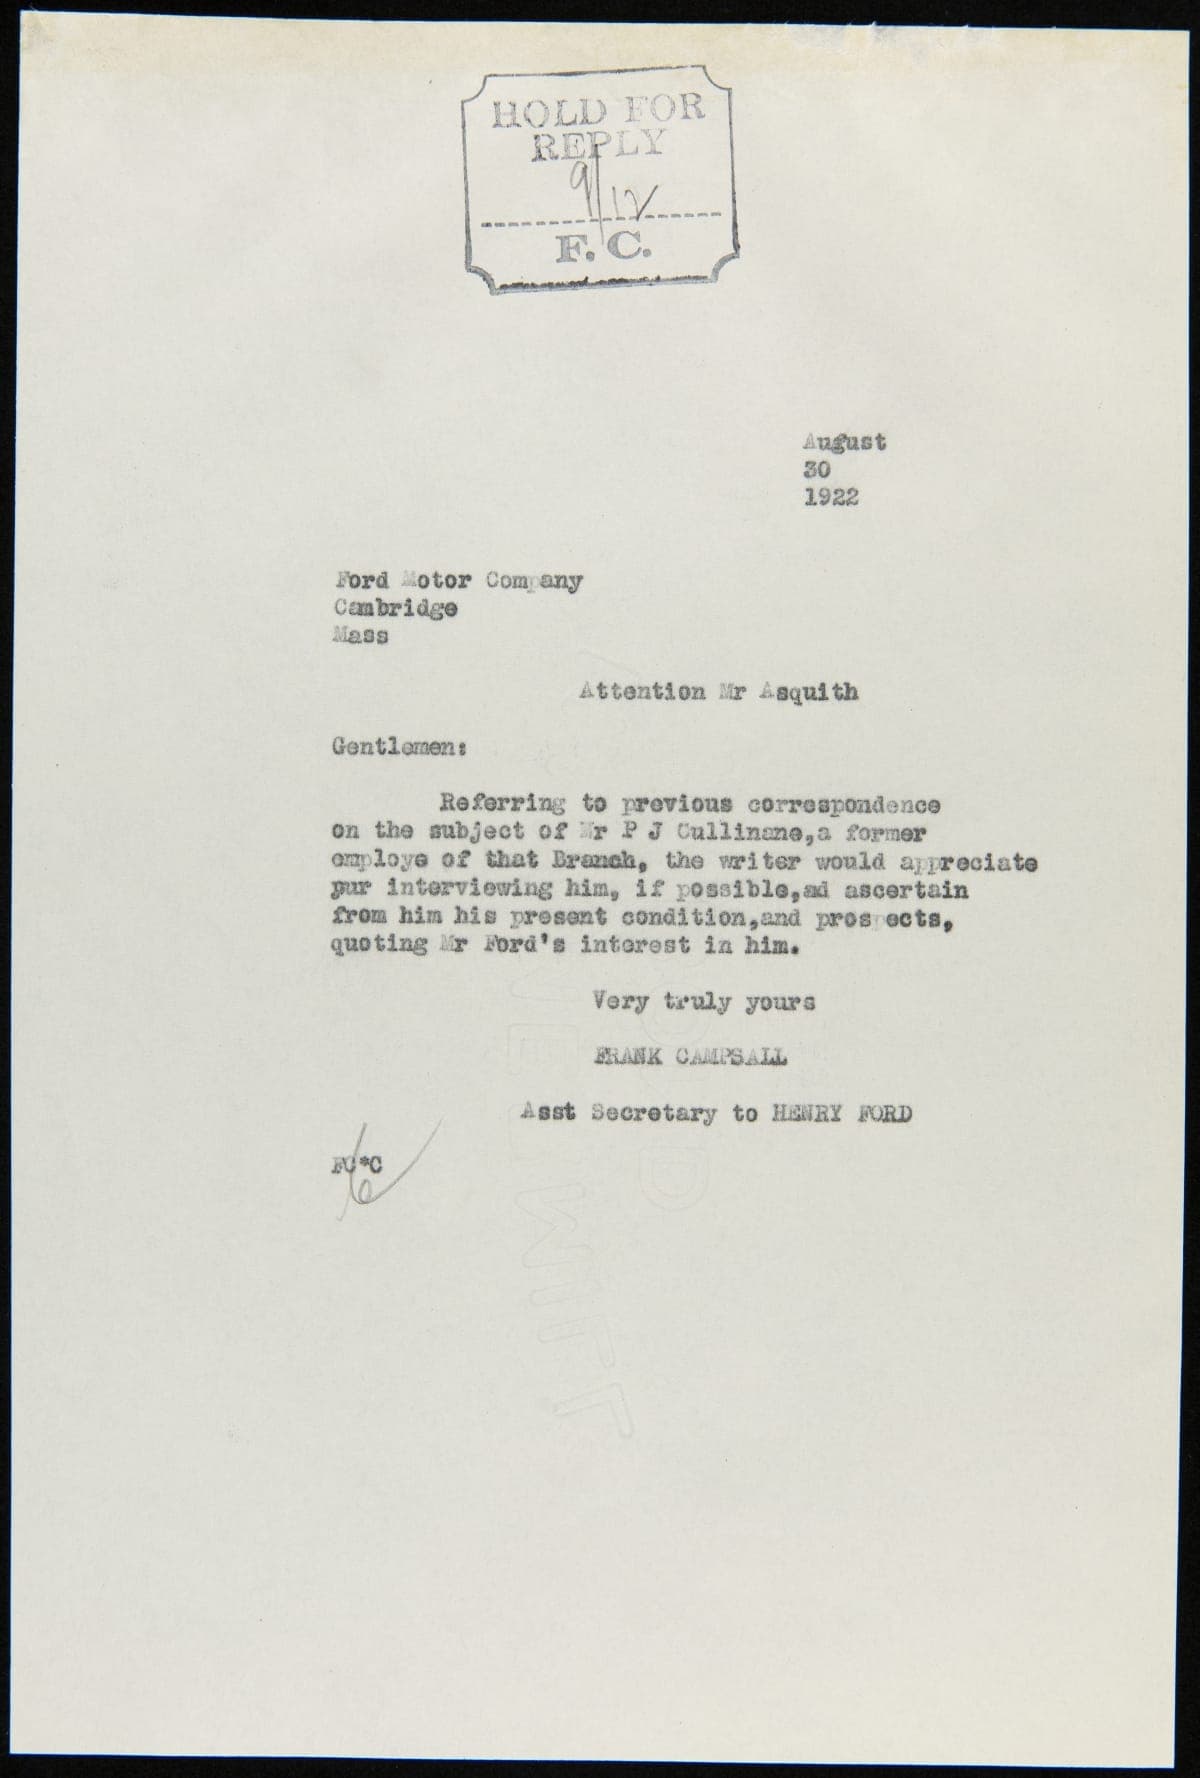 HOLD FOR
REPLY
9/12
F. C.
August
30
1922
Ford Motor Company
Cambridge
Mass
Attention Mr Asquith
Gentlemen:
Referring to previous correspondence
on the subject of Mr P J Cullinane,a former
employe of that Branch, the writer would appreciate
yur interviewing him, if possible,ad ascertain
from him his present condition,and prospects,
quoting Mr Ford's interest in him.
Very truly yours
FRANK CAMPSALL
Asst Secretary to HENRY FORD
FC*C